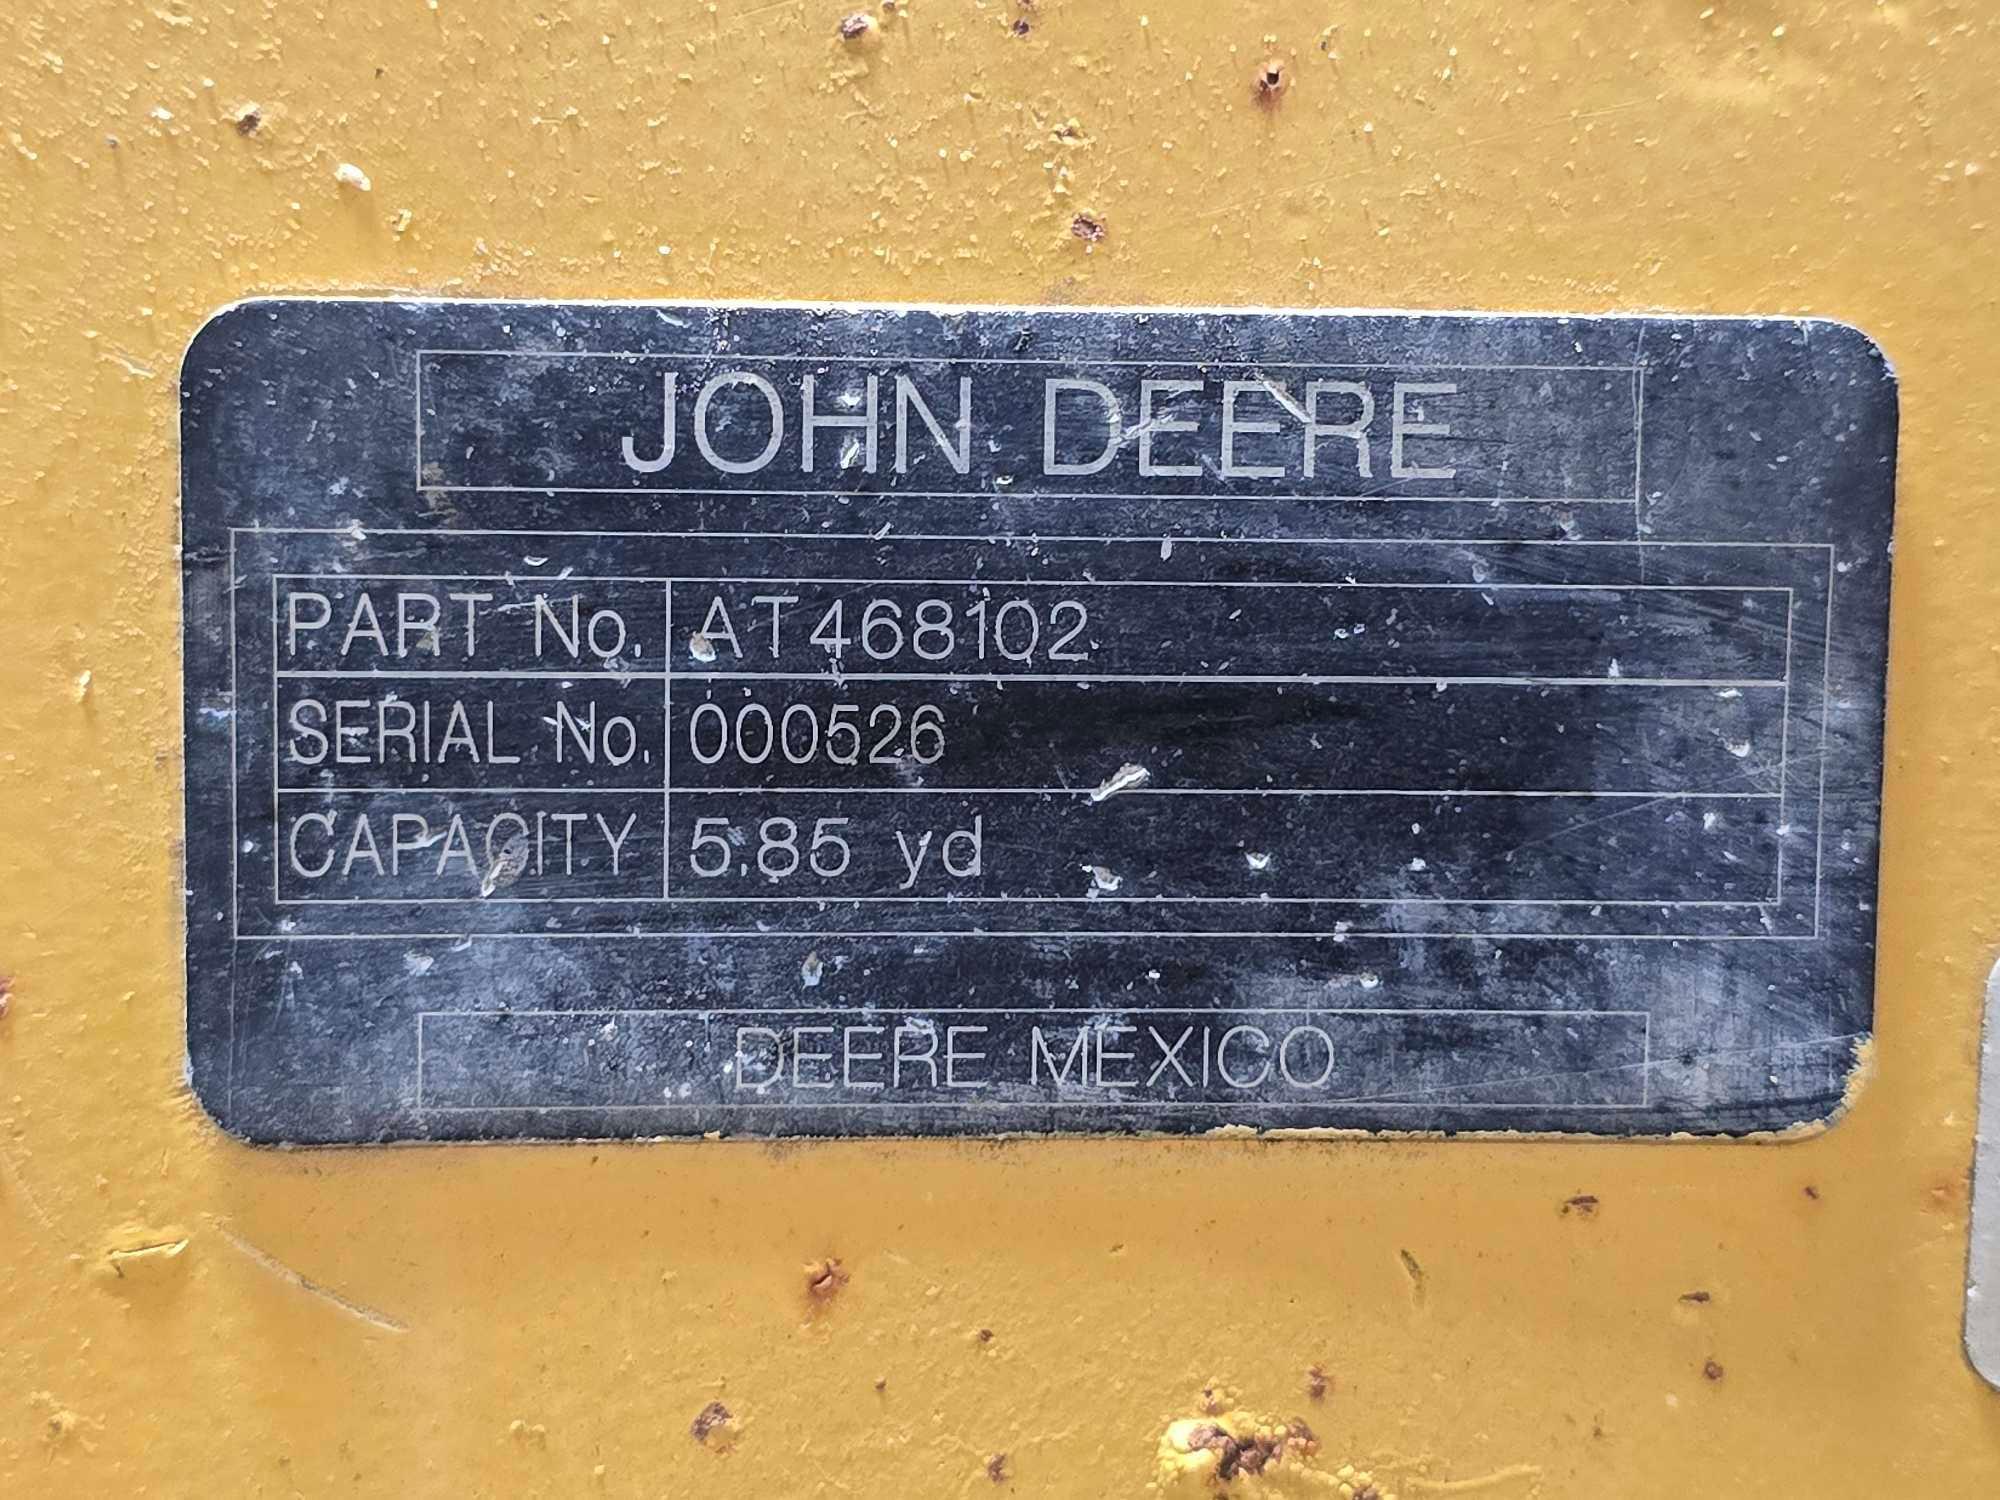 JOHN DEERE
PART No. AT468102
SERIAL No. 000526
CAPACITY 5.85 yd
DEERE MEXICO